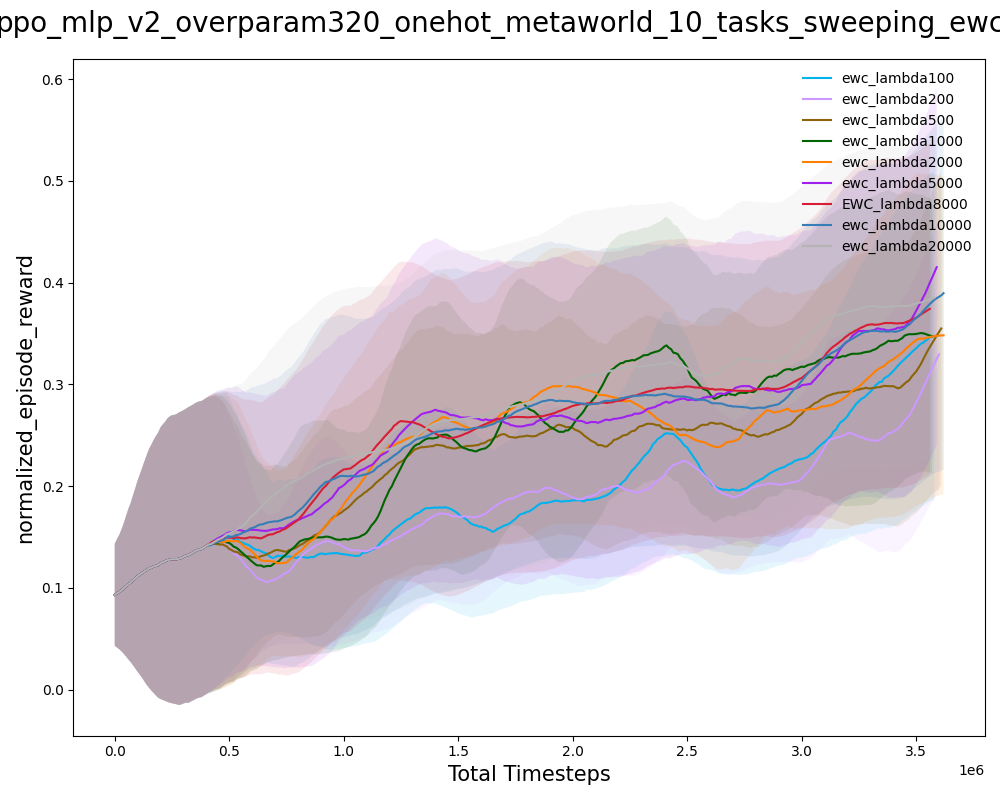 ppo_mlp_v2_overparam320_onehot_metaworld_10_tasks_sweeping_ewc
0.6
0.5
0.4
0.3
0.2
0.1
0.0
normalized_episode_reward
ewc_lambda100
ewc_lambda200
ewc_lambda500
ewc_lambda1000
ewc_lambda2000
ewc_lambda5000
EWC_lambda8000
ewc_lambda10000
ewc_lambda20000
0.0 0.5 1.0 1.5 2.0 2.5 3.0 3.5
1e6
Total Timesteps